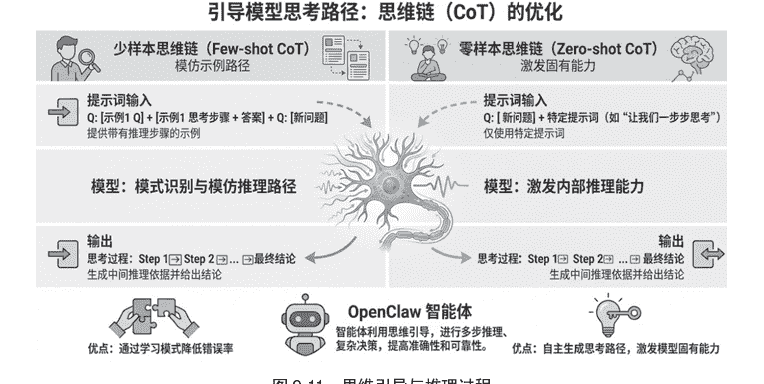 引导模型思考路径：思维链（CoT）的优化
少样本思维链（Few-shot CoT）
模仿示例路径
零样本思维链（Zero-shot CoT）
激发固有能力
提示词输入
Q: [示例1 Q] + [示例1 思考步骤 + 答案] + Q: [新问题]
提供带有推理步骤的示例
提示词输入
Q: [ 新问题] + 特定提示词（如 “让我们一步步思考”）
仅使用特定提示词
模型：模式识别与模仿推理路径
模型：激发内部推理能力
输出
思考过程：Step 1→Step 2→...→最终结论
生成中间推理依据并给出结论
输出
思考过程：Step 1→ Step 2→ ...→ 最终结论
生成中间推理依据并给出结论
优点：通过学习模式降低错误率
OpenClaw 智能体
智能体利用思维引导，进行多步推理、
复杂决策，提高准确性和可靠性。
优点：自主生成思考路径，激发模型固有能力